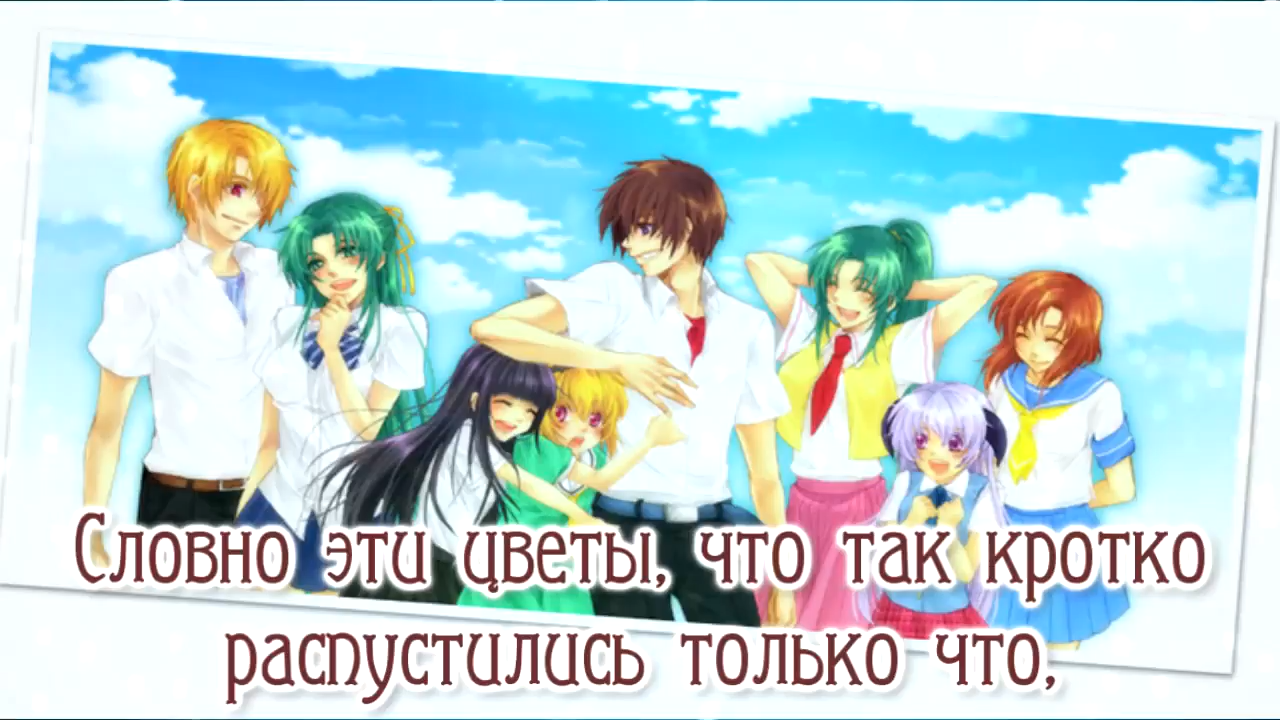 Словно эти цветы, что так кротко
распустились только что,